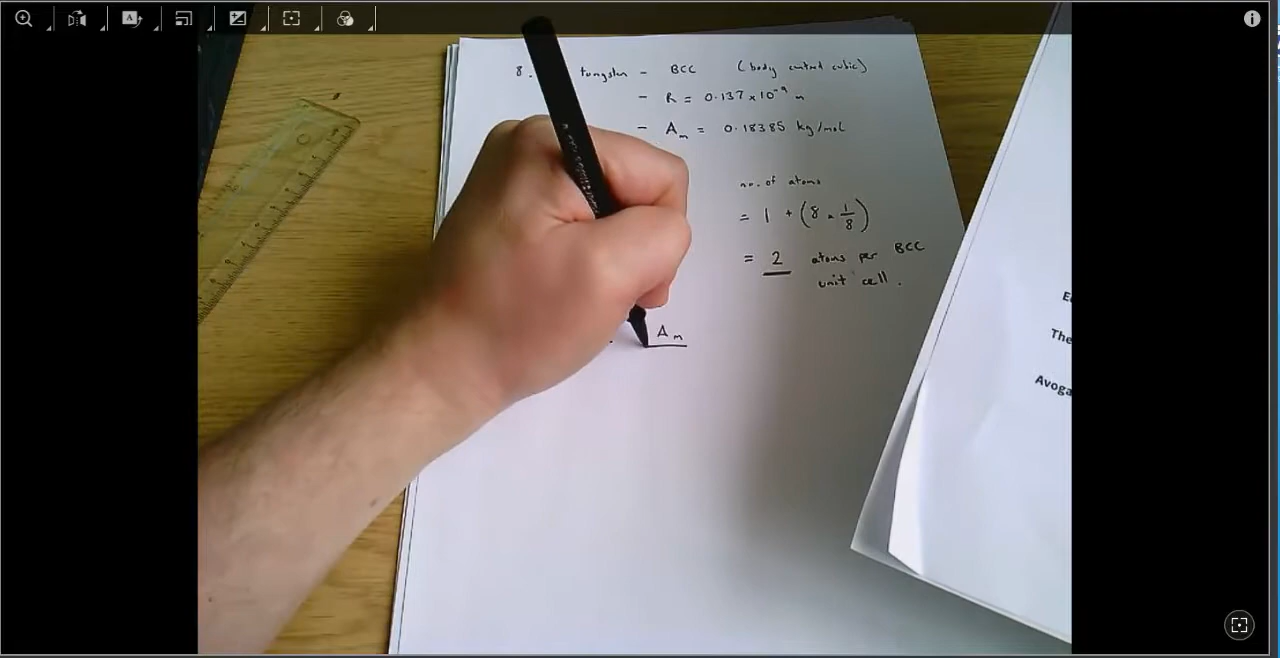 8. tungsten - BCC (body centred cubic)
- R = 0.137 x 10⁻⁹ m
- Aₘ = 0.18385 kg/mol
no. of atoms
= 1 + (8 × 1/8)
= 2 atoms per BCC
unit cell.
Aₘ
The
Avoga